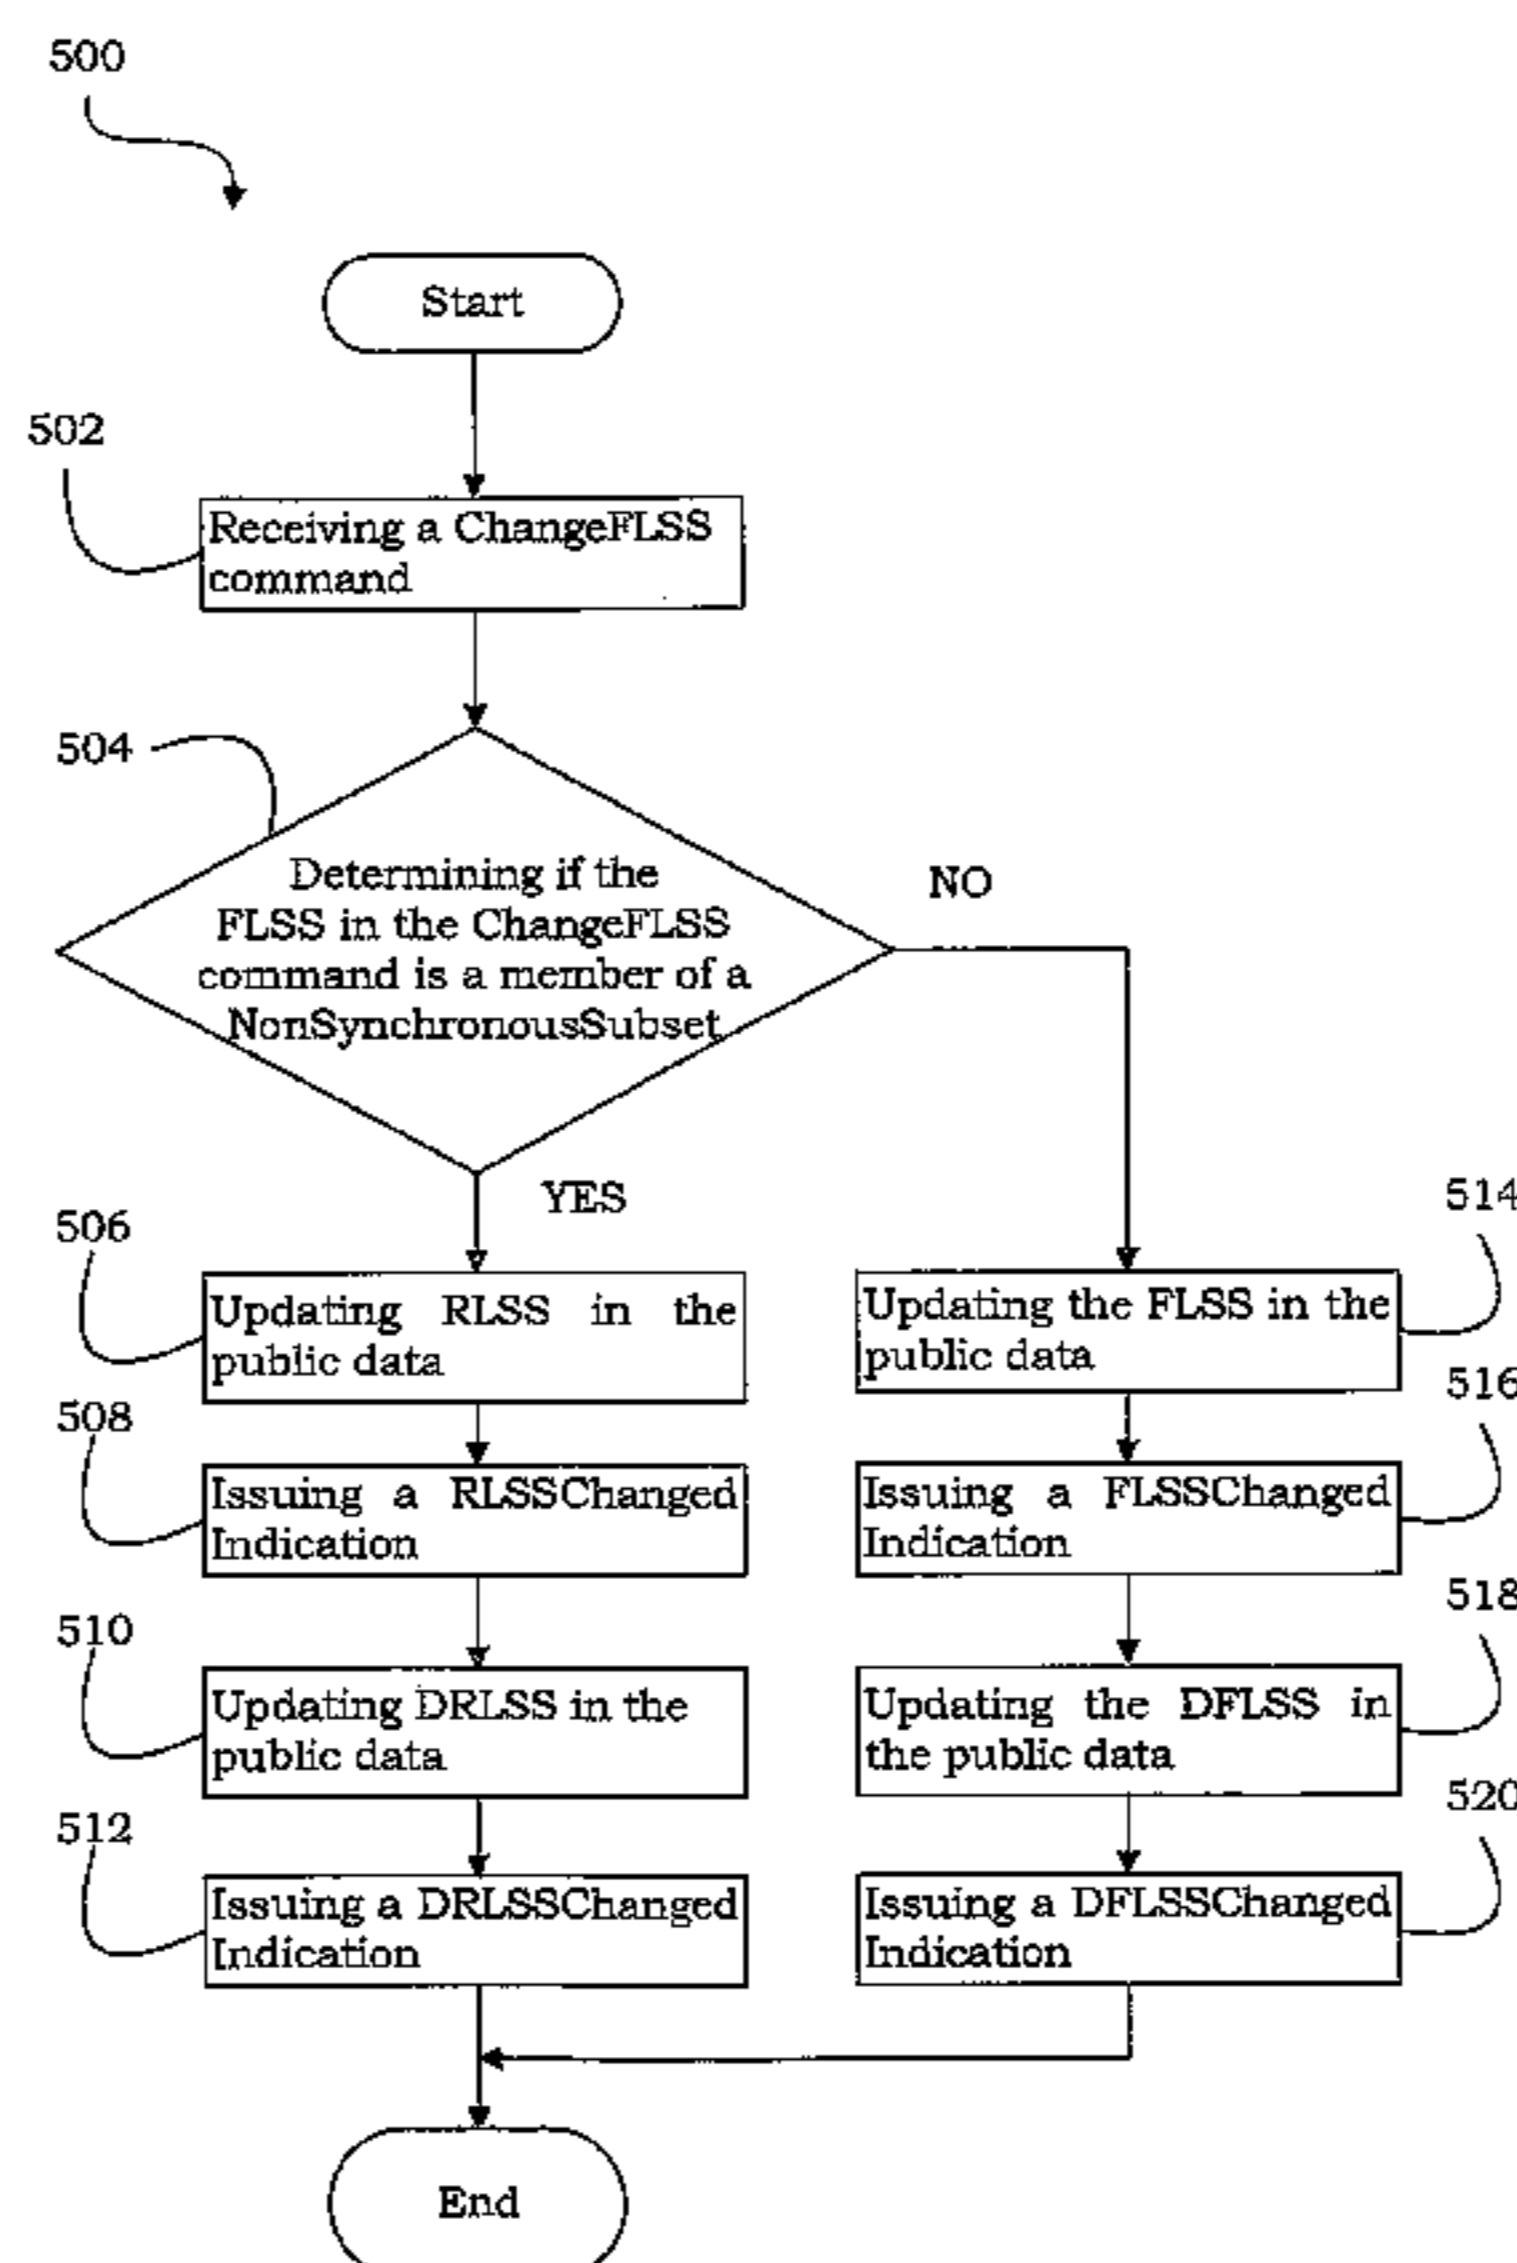 500
Start
502
Receiving a ChangeFLSS
command
504
Determining if the
FLSS in the ChangeFLSS
command is a member of a
NonSynchronousSubset
NO
YES
506
Updating RLSS in the
public data
508
Issuing a RLSSChanged
Indication
510
Updating DRLSS in the
public data
512
Issuing a DRLSSChanged
Indication
514
Updating the FLSS in the
public data
516
Issuing a FLSSChanged
Indication
518
Updating the DFLSS in
the public data
520
Issuing a DFLSSChanged
Indication
End